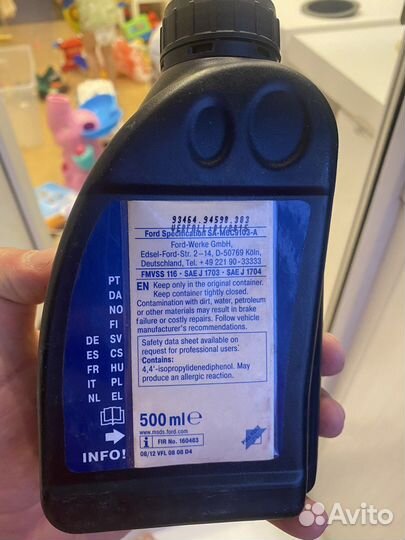 93464.94598.383
Ford Specification SA-M6C9103-A
Ford-Werke GmbH,
Edsel-Ford-Str. 2–14, D-50769 Köln,
Deutschland, Tel. + 49 221 90-33333
FMVSS 116 · SAE J 1703 · SAE J 1704
EN Keep only in the original container.
Keep container tightly closed.
Contamination with dirt, water, petroleum
or other materials may result in brake
failure or costly repairs. Follow vehicle
manufacturer's recommendations.
Safety data sheet available on
request for professional users.
Contains:
4,4'-isopropylidenediphenol. May
produce an allergic reaction.
500 ml e
www.msds.ford.com
i FIR No. 160463
08/12 VFL 08 08 D4
PT
DA
NO
DE FI
ES SV
FR CS
IT HU
NL PL
EL
INFO!
Avito